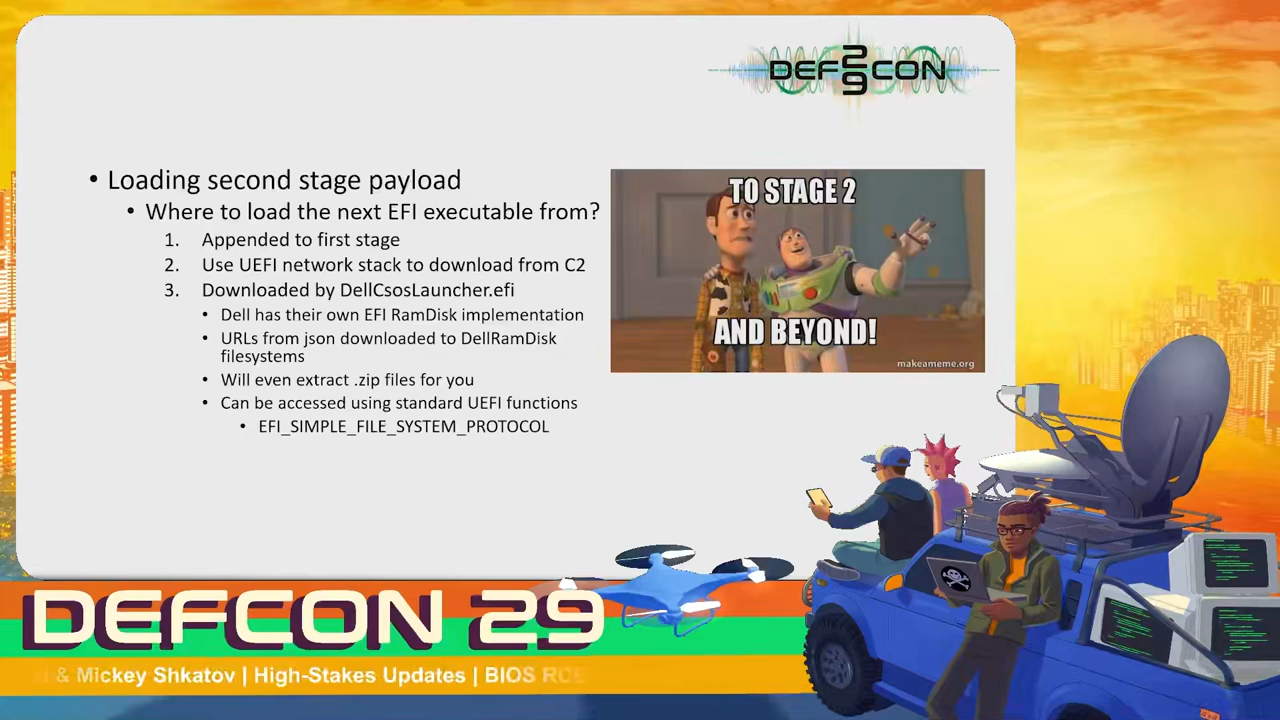 DEF CON
29
• Loading second stage payload
• Where to load the next EFI executable from?
1. Appended to first stage
2. Use UEFI network stack to download from C2
3. Downloaded by DellCsosLauncher.efi
• Dell has their own EFI RamDisk implementation
• URLs from json downloaded to DellRamDisk
filesystems
• Will even extract .zip files for you
• Can be accessed using standard UEFI functions
• EFI_SIMPLE_FILE_SYSTEM_PROTOCOL
TO STAGE 2
AND BEYOND!
makeameme.org
DEFCON 29
& Mickey Shkatov | High-Stakes Updates | BIOS RCE